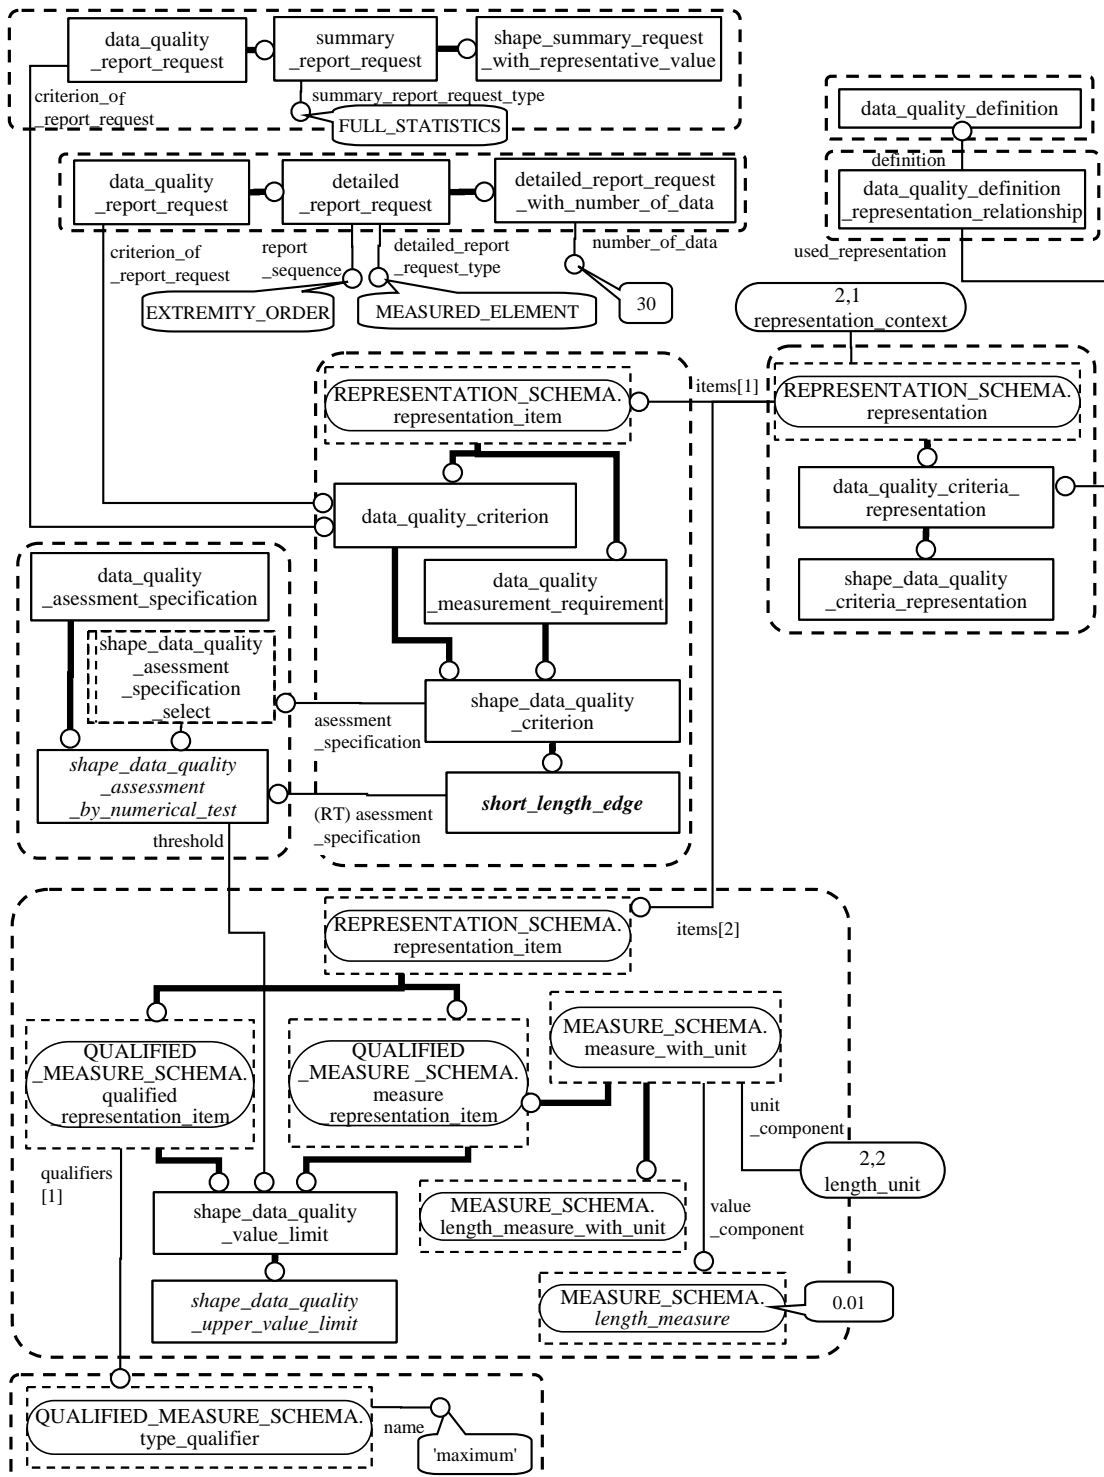 data_quality
_report_request
summary
_report_request
shape_summary_request
_with_representative_value
criterion_of
_report_request
summary_report_request_type
FULL_STATISTICS
data_quality_definition
definition
data_quality_definition
_representation_relationship
used_representation
data_quality
_report_request
detailed
_report_request
detailed_report_request
_with_number_of_data
criterion_of
_report_request
report
_sequence
detailed_report
_request_type
number_of_data
EXTREMITY_ORDER
MEASURED_ELEMENT
30
2,1
representation_context
REPRESENTATION_SCHEMA.
representation_item
items[1]
REPRESENTATION_SCHEMA.
representation
data_quality_criterion
data_quality_criteria_
representation
data_quality
_measurement_requirement
shape_data_quality
_criteria_representation
data_quality
_asessment_specification
shape_data_quality
_asessment
_specification
_select
asessment
_specification
shape_data_quality
_criterion
shape_data_quality
_assessment
_by_numerical_test
(RT) asessment
_specification
short_length_edge
threshold
REPRESENTATION_SCHEMA.
representation_item
items[2]
QUALIFIED
_MEASURE_SCHEMA.
qualified
_representation_item
QUALIFIED
_MEASURE _SCHEMA.
measure
_representation_item
MEASURE_SCHEMA.
measure_with_unit
unit
_component
2,2
length_unit
qualifiers
[1]
shape_data_quality
_value_limit
MEASURE_SCHEMA.
length_measure_with_unit
value
_component
shape_data_quality
_upper_value_limit
MEASURE_SCHEMA.
length_measure
0.01
QUALIFIED_MEASURE_SCHEMA.
type_qualifier
name
'maximum'